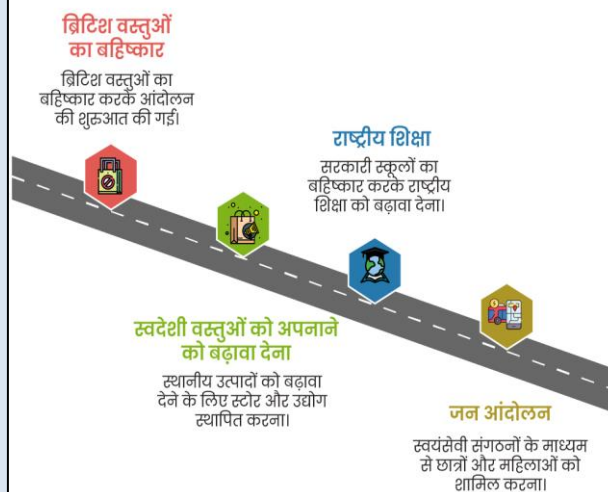 ब्रिटिश वस्तुओं
का बहिष्कार
ब्रिटिश वस्तुओं का
बहिष्कार करके आंदोलन
की शुरुआत की गई।
राष्ट्रीय शिक्षा
सरकारी स्कूलों का
बहिष्कार करके राष्ट्रीय
शिक्षा को बढ़ावा देना।
स्वदेशी वस्तुओं को अपनाने
को बढ़ावा देना
स्थानीय उत्पादों को बढ़ावा
देने के लिए स्टोर और उद्योग
स्थापित करना।
जन आंदोलन
स्वयंसेवी संगठनों के माध्यम
से छात्रों और महिलाओं को
शामिल करना।